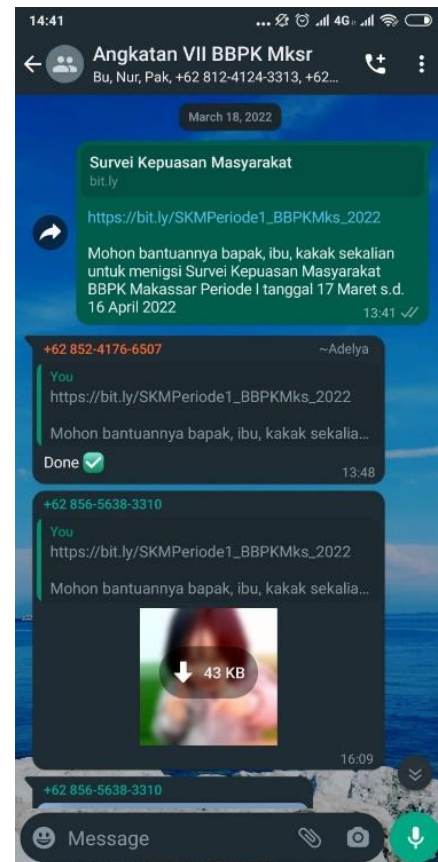 14:41
... 4G
Angkatan VII BBPK Mksr
Bu, Nur, Pak, +62 812-4124-3313, +62...
March 18, 2022
Survei Kepuasan Masyarakat
bit.ly
https://bit.ly/SKMPeriode1_BBPKMks_2022
Mohon bantuannya bapak, ibu, kakak sekalian
untuk menigsi Survei Kepuasan Masyarakat
BBPK Makassar Periode I tanggal 17 Maret s.d.
16 April 2022
13:41
+62 852-4176-6507 ~Adelya
You
https://bit.ly/SKMPeriode1_BBPKMks_2022
Mohon bantuannya bapak, ibu, kakak sekalia...
Done ✅
13:48
+62 856-5638-3310
You
https://bit.ly/SKMPeriode1_BBPKMks_2022
Mohon bantuannya bapak, ibu, kakak sekalia...
43 KB
16:09
+62 856-5638-3310
Message